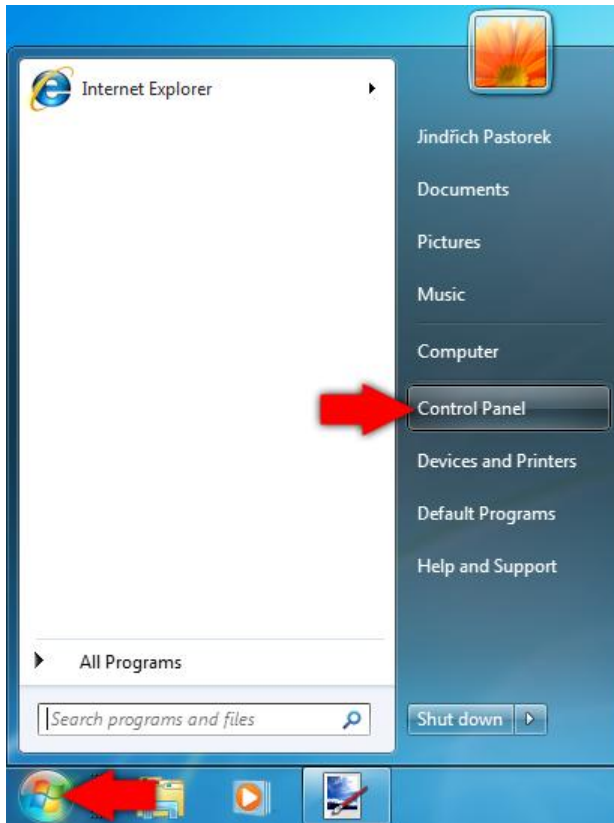 Internet Explorer
Jindřich Pastorek
Documents
Pictures
Music
Computer
Control Panel
Devices and Printers
Default Programs
Help and Support
All Programs
Search programs and files
Shut down